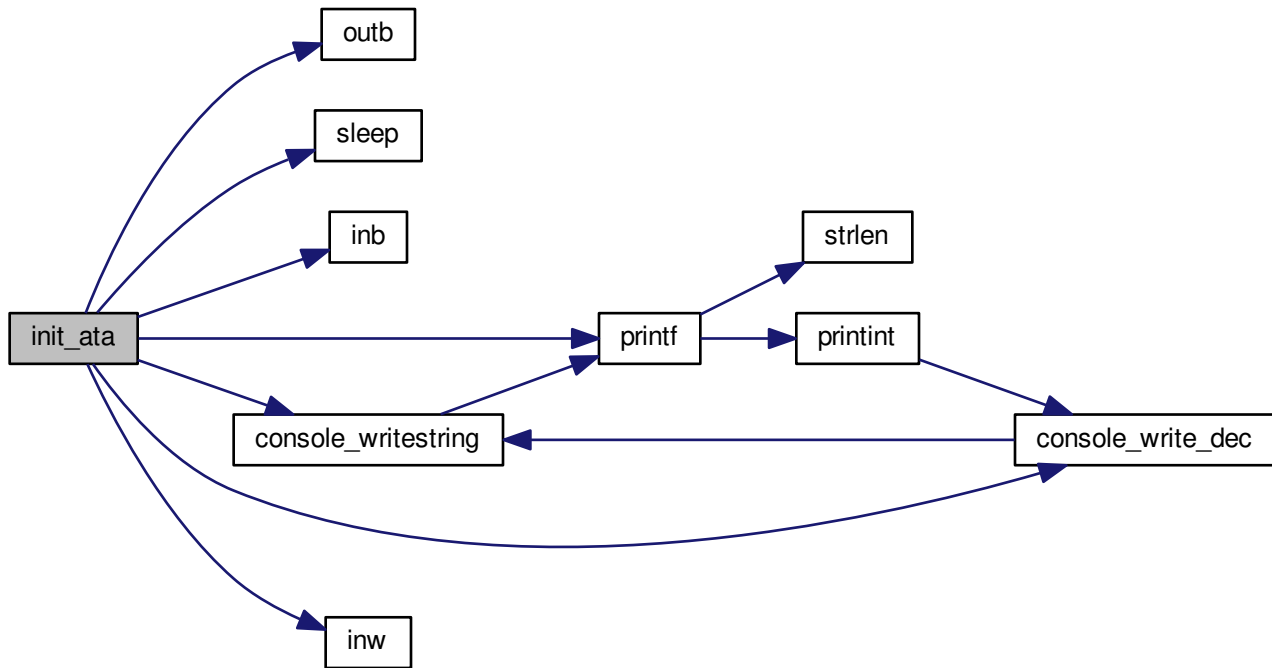 outb
sleep
inb
strlen
init_ata
printf
printint
console_writestring
console_write_dec
inw